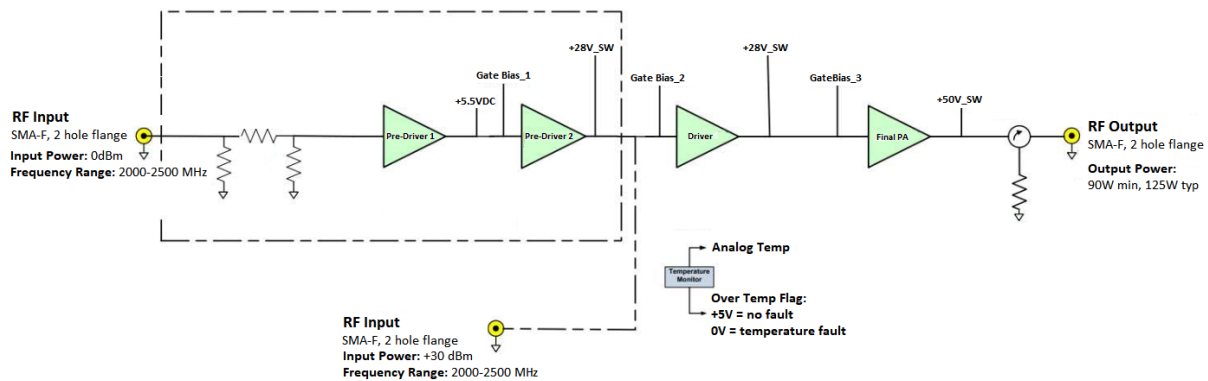 +28V_SW
+28V_SW
Gate Bias_1
Gate Bias_2
GateBias_3
+5.5VDC
+50V_SW
RF Input
SMA-F, 2 hole flange
Input Power: 0dBm
Frequency Range: 2000-2500 MHz
Pre-Driver 1
Pre-Driver 2
Driver
Final PA
RF Output
SMA-F, 2 hole flange
Output Power:
90W min, 125W typ
Analog Temp
Temperature
Monitor
Over Temp Flag:
+5V = no fault
0V = temperature fault
RF Input
SMA-F, 2 hole flange
Input Power: +30 dBm
Frequency Range: 2000-2500 MHz